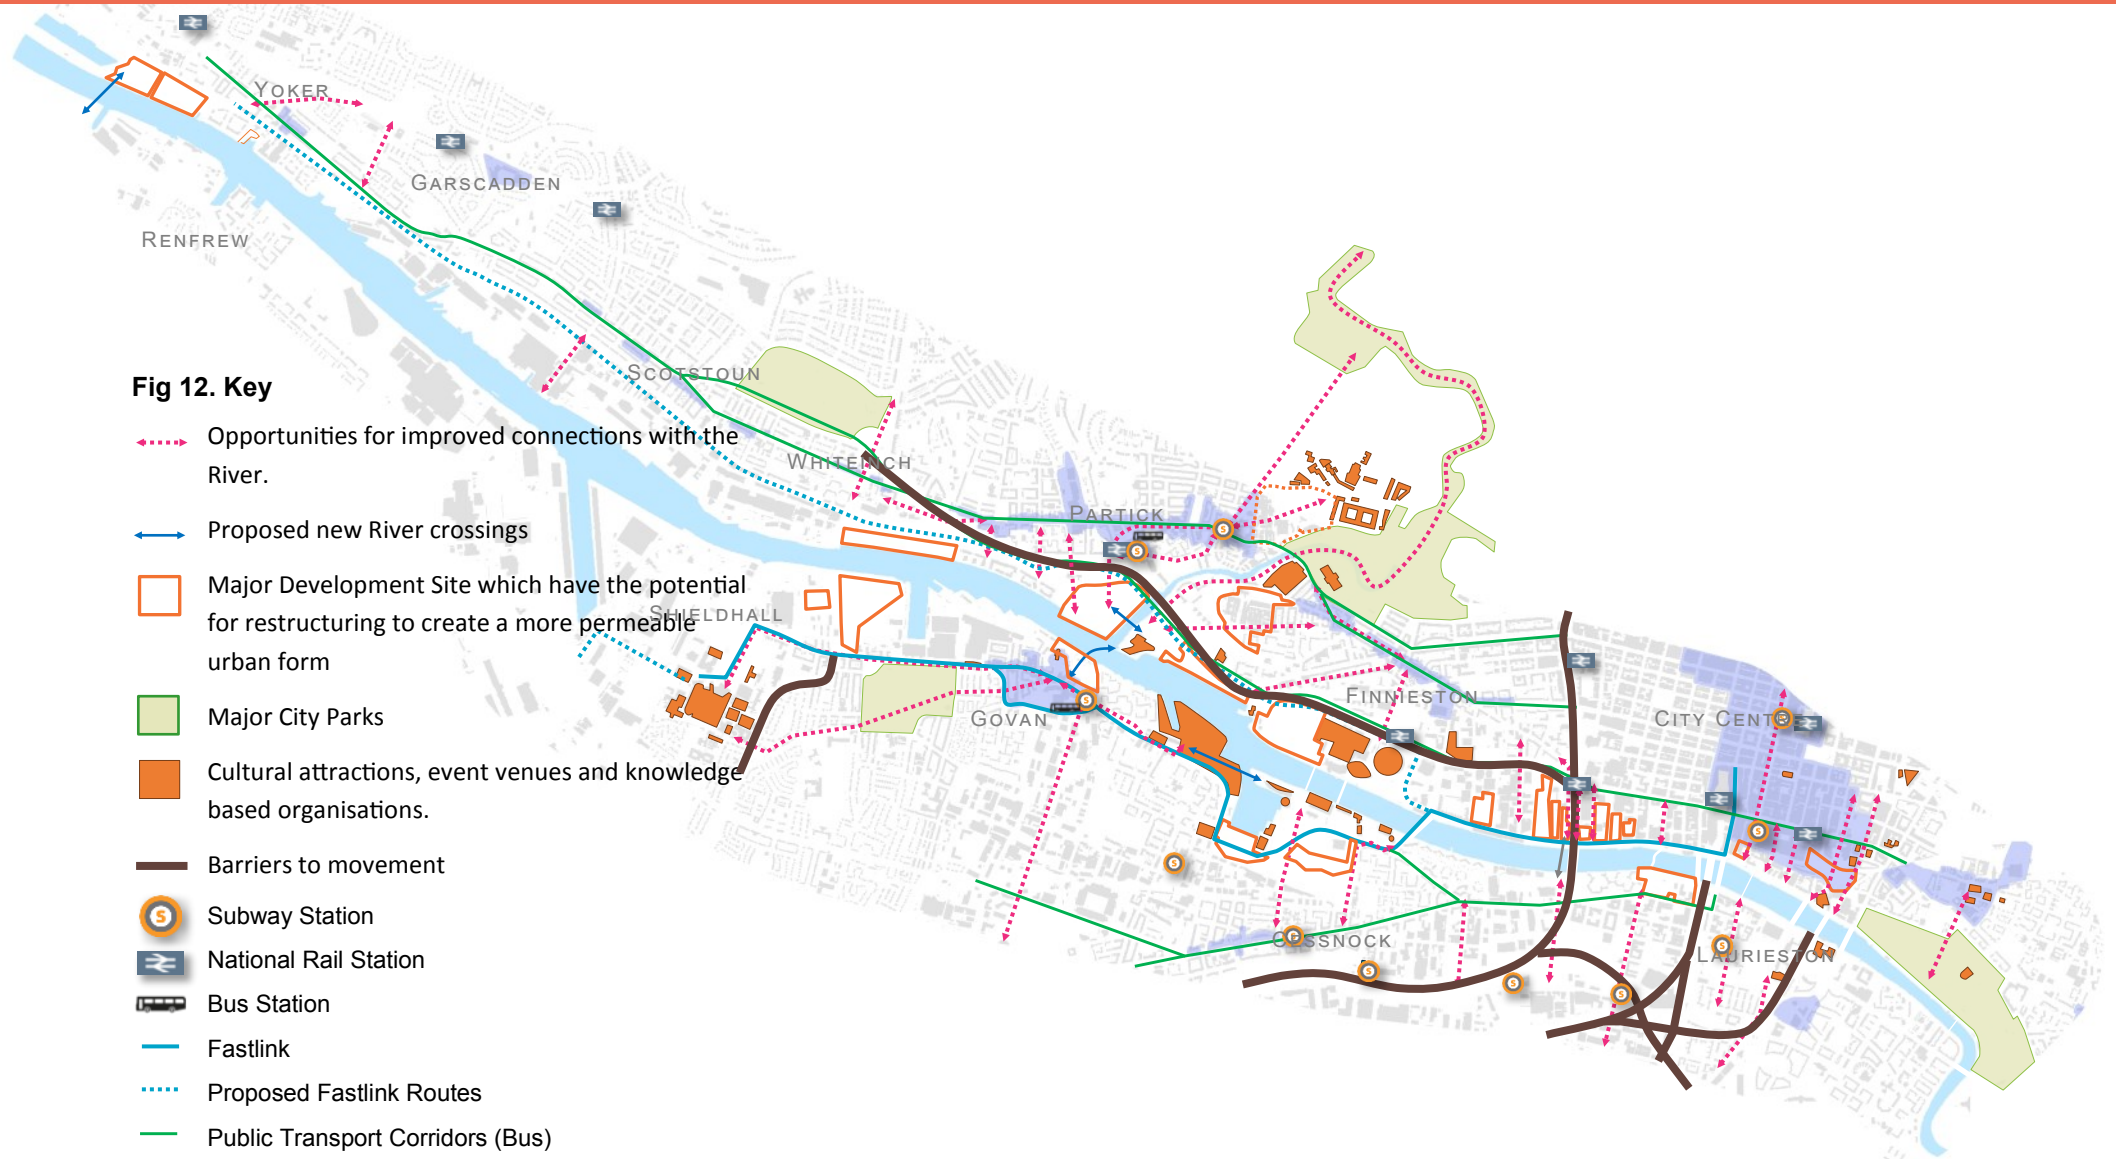 YOKER
GARSCADDEN
RENFREW
SCOTSTOUN
WHITEINCH
PARTICK
SHIELDHALL
GOVAN
FINNIESTON
CITY CENTRE
CESSNOCK
LAURIESTON
Fig 12. Key
Opportunities for improved connections with the
River.
Proposed new River crossings
Major Development Site which have the potential
for restructuring to create a more permeable
urban form
Major City Parks
Cultural attractions, event venues and knowledge
based organisations.
Barriers to movement
S
Subway Station
National Rail Station
Bus Station
Fastlink
Proposed Fastlink Routes
Public Transport Corridors (Bus)